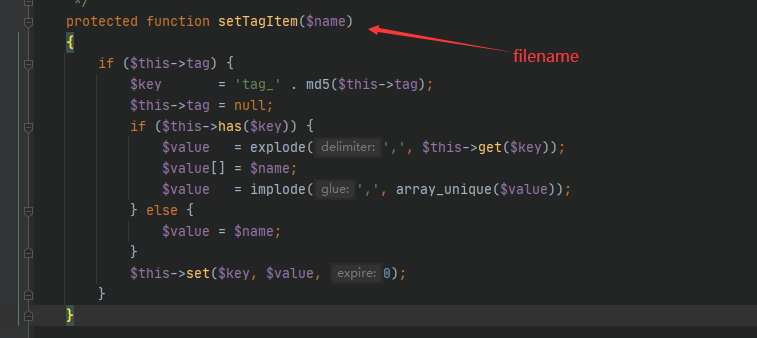 */
protected function setTagItem($name)
filename
{
if ($this->tag) {
$key = 'tag_' . md5($this->tag);
$this->tag = null;
if ($this->has($key)) {
$value = explode( delimiter: ',', $this->get($key));
$value[] = $name;
$value = implode( glue: ',', array_unique($value));
} else {
$value = $name;
}
$this->set($key, $value, expire: 0);
}
}